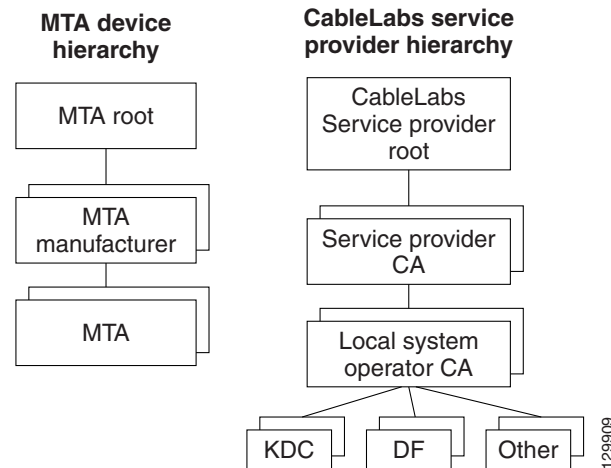 MTA device
hierarchy
MTA root
MTA
manufacturer
MTA
CableLabs service
provider hierarchy
CableLabs
Service provider
root
Service provider
CA
Local system
operator CA
KDC
DF
Other
129909